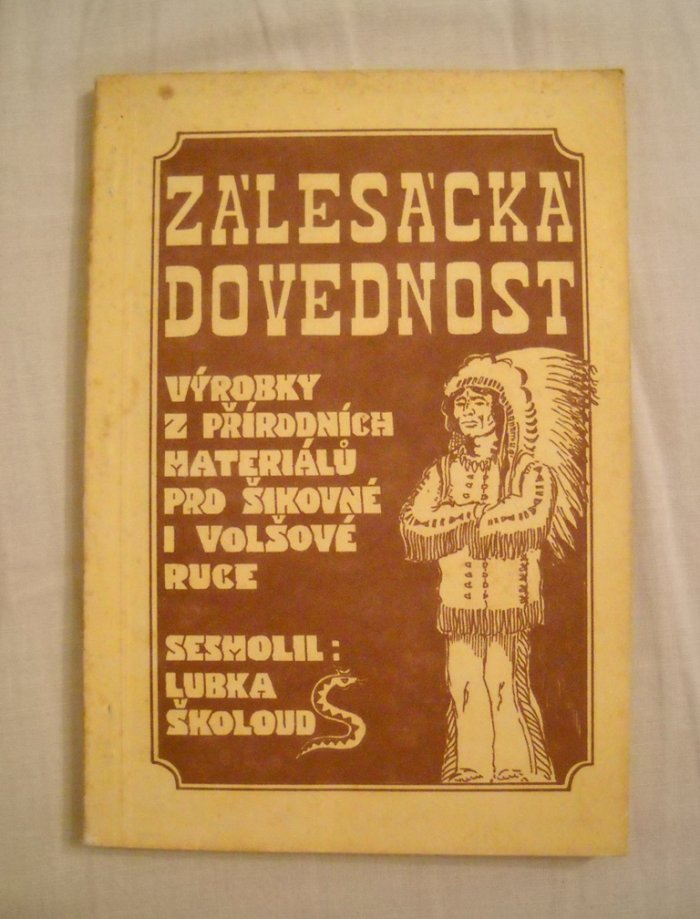 ZÁLESÁCKÁ
DOVEDNOST
VÝROBKY
Z PŘÍRODNÍCH
MATERIÁLŮ
PRO ŠIKOVNÉ
I VOLŠOVÉ
RUCE
SESMOLIL:
LUBKA
ŠKOLOUD